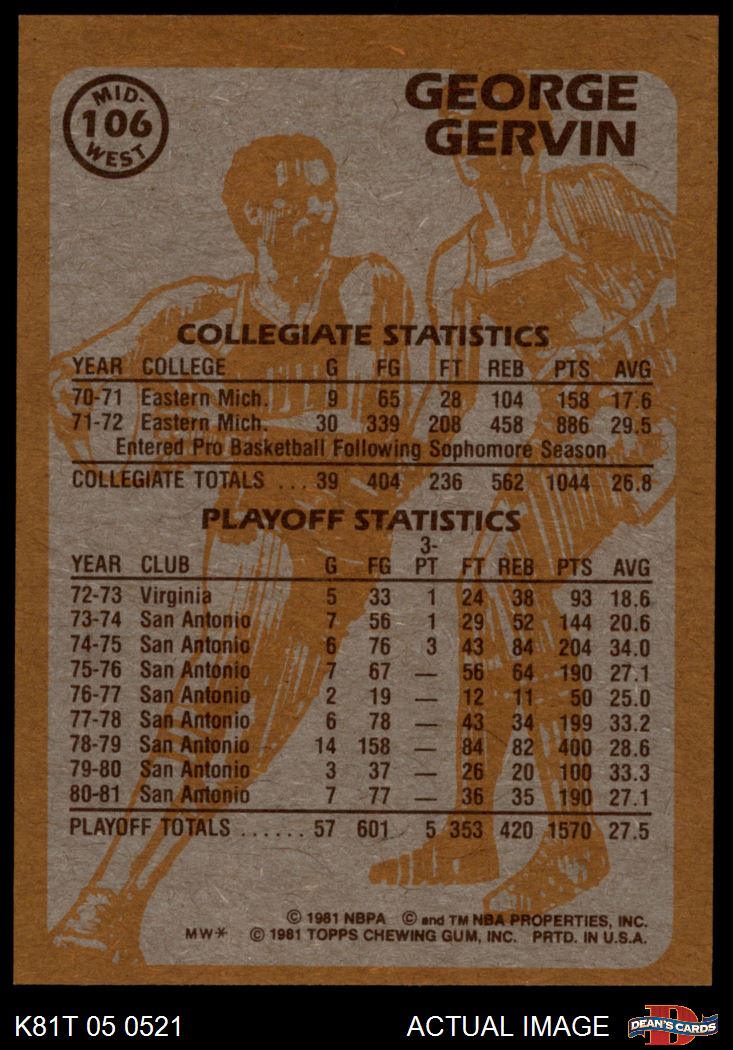 MID-
106
WEST
GEORGE
GERVIN
COLLEGIATE STATISTICS
YEAR COLLEGE G FG FT REB PTS AVG
70-71 Eastern Mich. 9 65 28 104 158 17.6
71-72 Eastern Mich. 30 339 208 458 886 29.5
Entered Pro Basketball Following Sophomore Season
COLLEGIATE TOTALS ... 39 404 236 562 1044 26.8
PLAYOFF STATISTICS
3-
YEAR CLUB G FG PT FT REB PTS AVG
72-73 Virginia 5 33 1 24 38 93 18.6
73-74 San Antonio 7 56 1 29 52 144 20.6
74-75 San Antonio 6 76 3 43 84 204 34.0
75-76 San Antonio 7 67 — 56 64 190 27.1
76-77 San Antonio 2 19 — 12 11 50 25.0
77-78 San Antonio 6 78 — 43 34 199 33.2
78-79 San Antonio 14 158 — 84 82 400 28.6
79-80 San Antonio 3 37 — 26 20 100 33.3
80-81 San Antonio 7 77 — 36 35 190 27.1
PLAYOFF TOTALS ...... 57 601 5 353 420 1570 27.5
© 1981 NBPA © and TM NBA PROPERTIES, INC.
MW* © 1981 TOPPS CHEWING GUM, INC. PRTD. IN U.S.A.
K81T 05 0521 ACTUAL IMAGE D DEAN'S CARDS